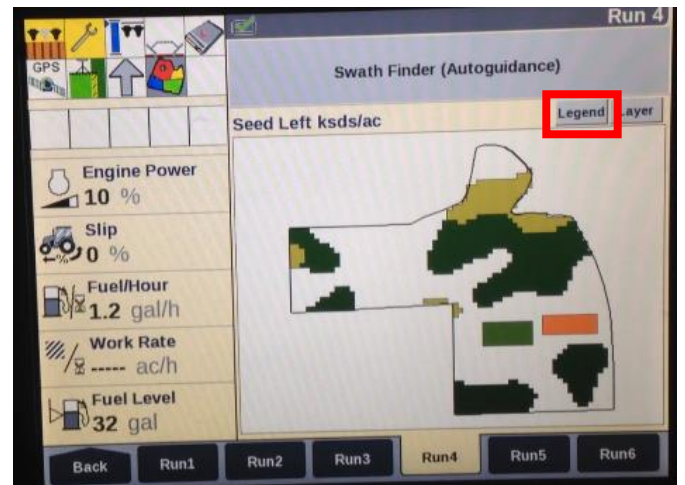 Run 4
GPS
Swath Finder (Autoguidance)
Seed Left ksds/ac
Legend
Layer
Engine Power
10 %
Slip
0 %
Fuel/Hour
1.2 gal/h
Work Rate
----- ac/h
Fuel Level
32 gal
Back
Run1
Run2
Run3
Run4
Run5
Run6